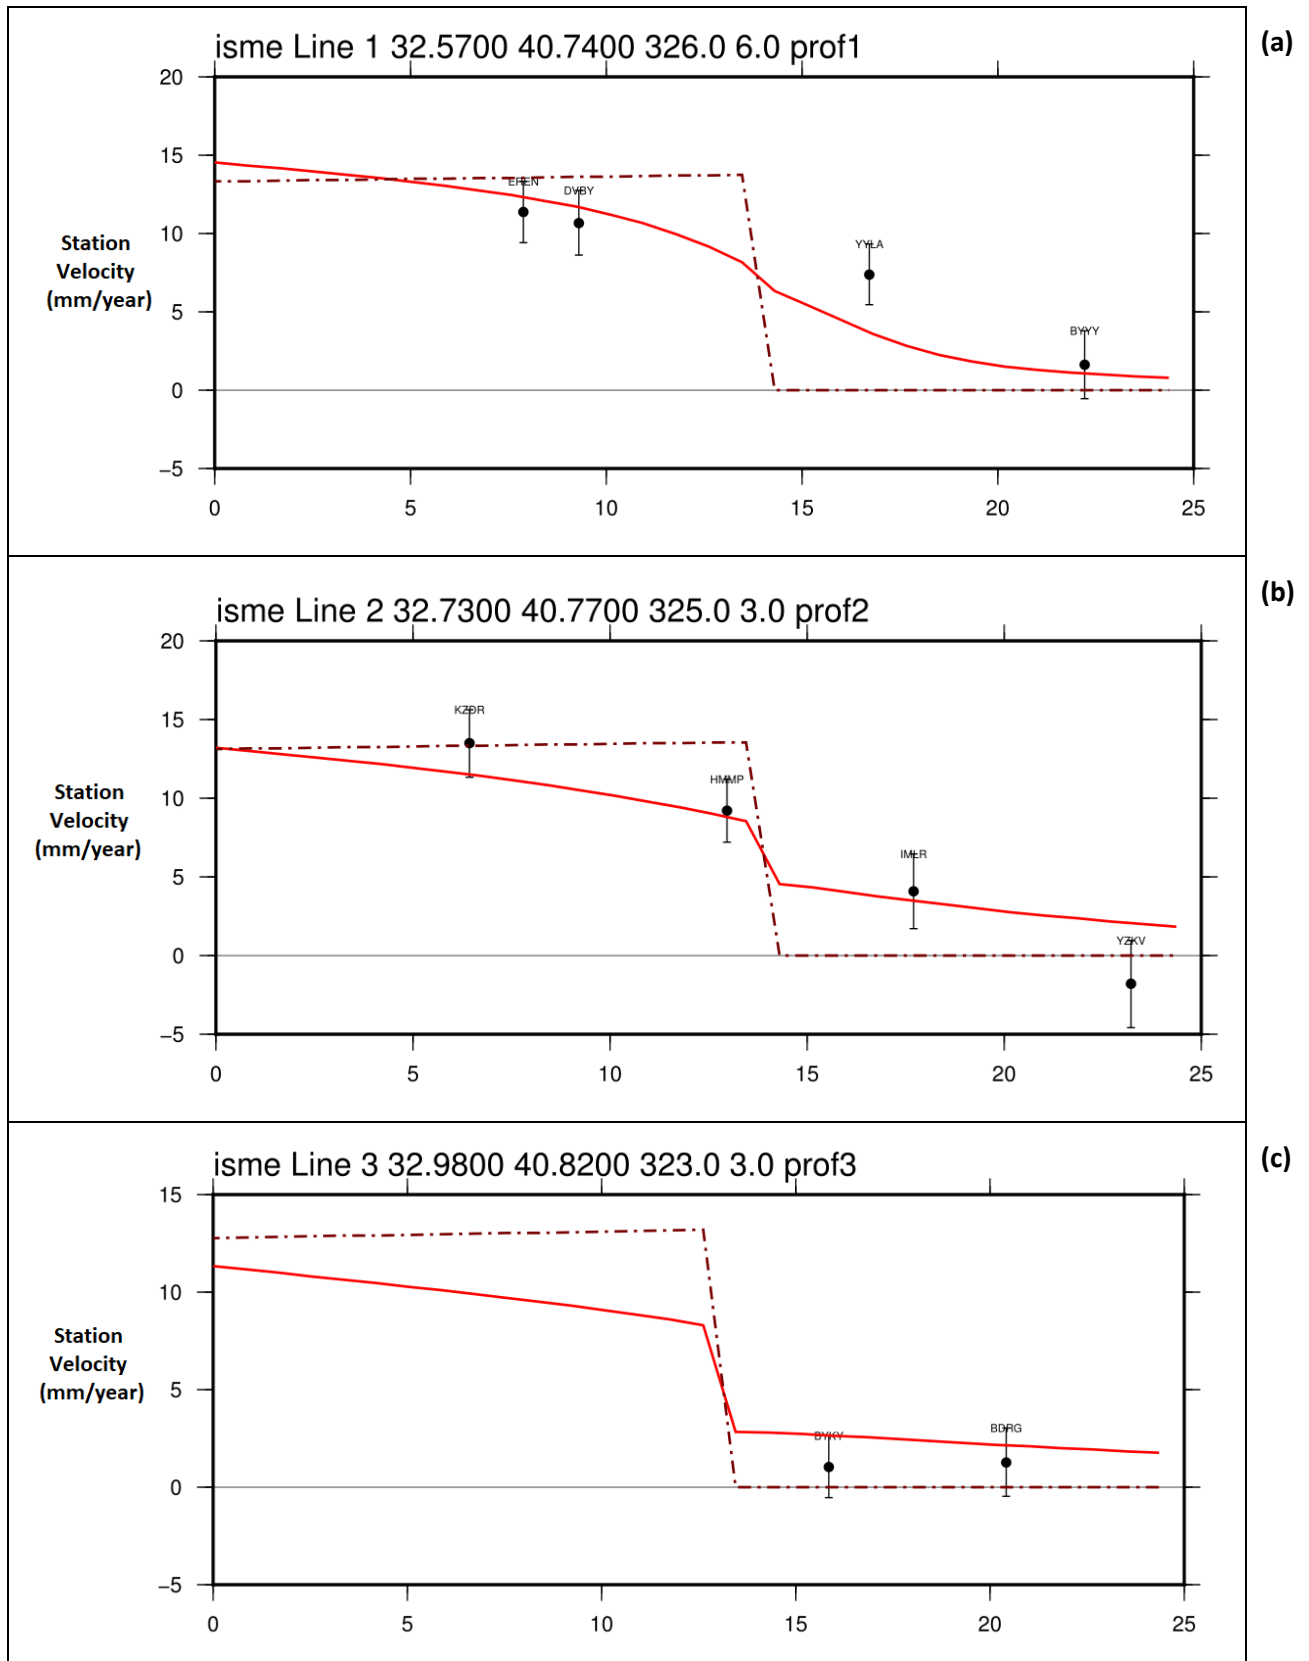 isme Line 1 32.5700 40.7400 326.0 6.0 prof1
(a)
20
15
10
5
0
−5
Station
Velocity
(mm/year)
EREN
DVBY
YYLA
BYYY
0 5 10 15 20 25
isme Line 2 32.7300 40.7700 325.0 3.0 prof2
(b)
20
15
10
5
0
−5
Station
Velocity
(mm/year)
KZDR
HMMP
IMLR
YZKV
0 5 10 15 20 25
isme Line 3 32.9800 40.8200 323.0 3.0 prof3
(c)
15
10
5
0
−5
Station
Velocity
(mm/year)
BYKY
BDRG
0 5 10 15 20 25